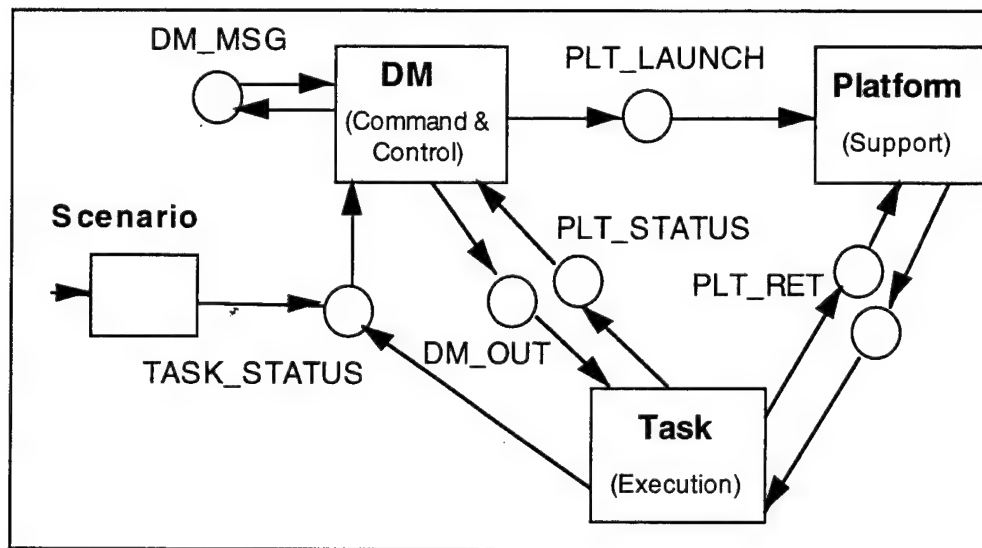 DM_MSG
DM
(Command &
Control)
PLT_LAUNCH
Platform
(Support)
Scenario
PLT_STATUS
PLT_RET
DM_OUT
TASK_STATUS
Task
(Execution)